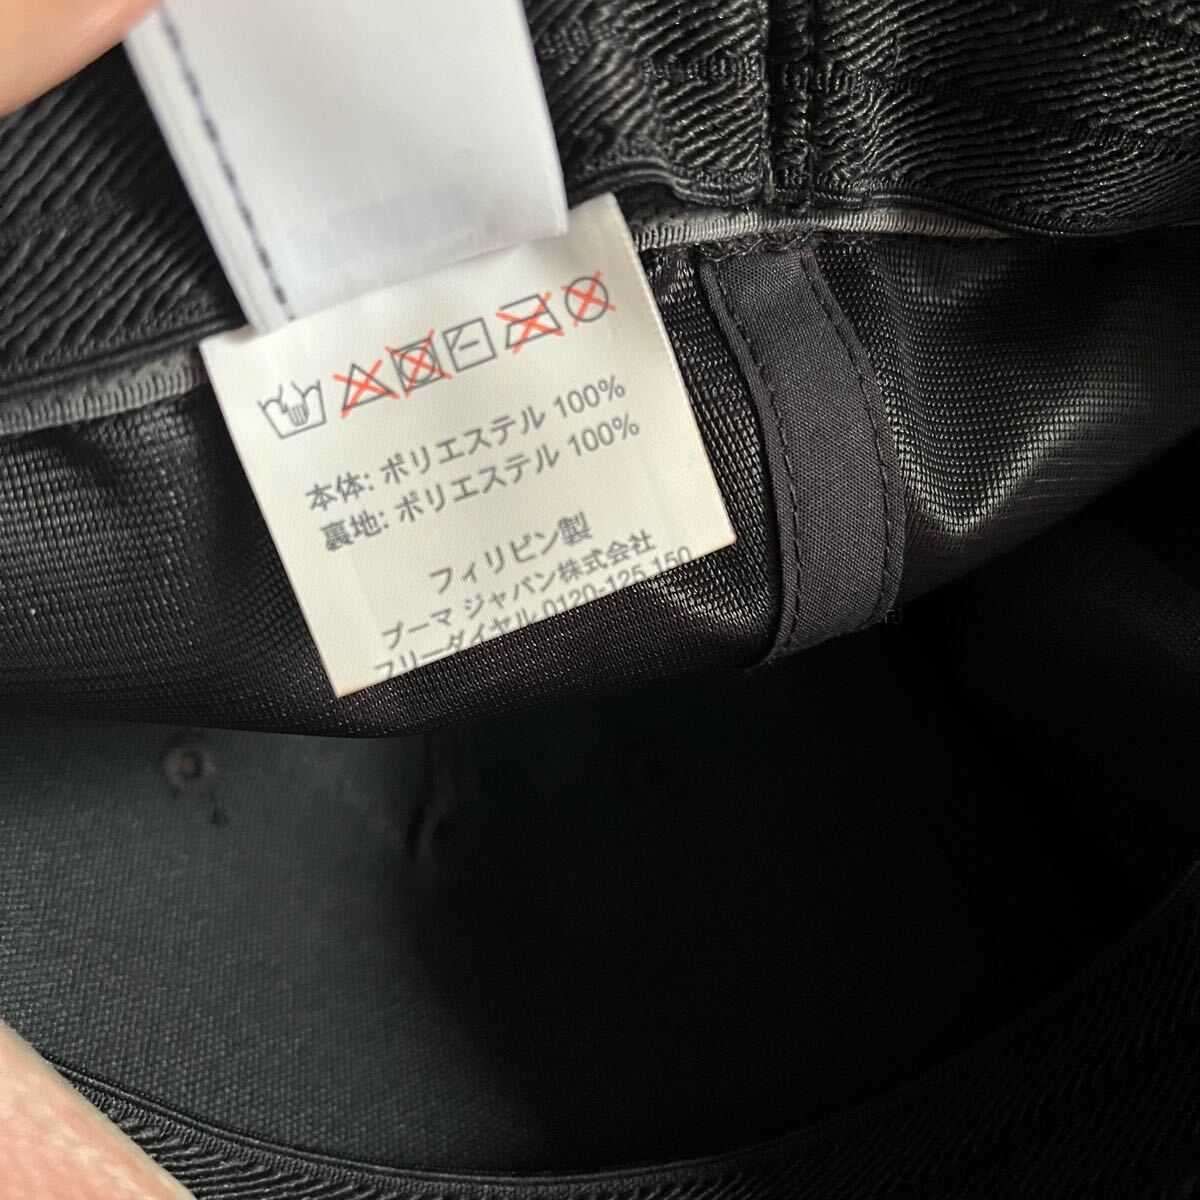 本体: ポリエステル 100%
裏地: ポリエステル 100%
フィリピン製
プーマ ジャパン株式会社
フリーダイヤル 0120-125 150